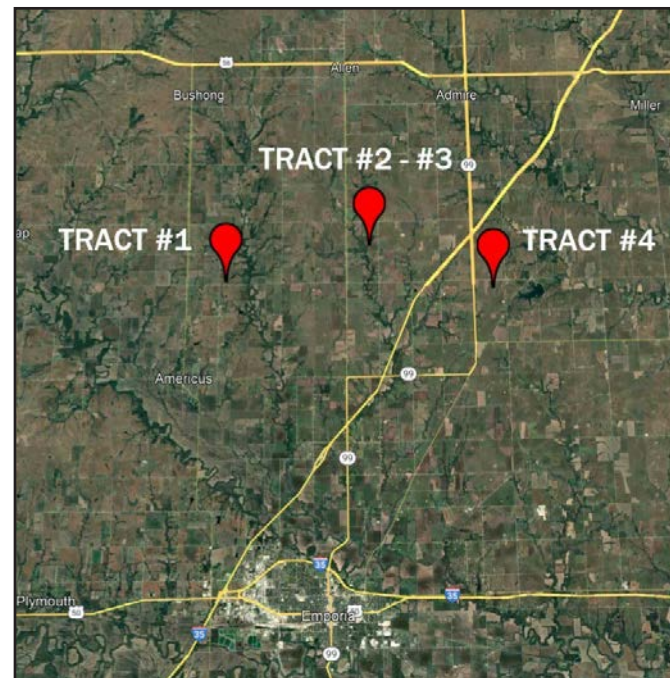 56
Allen
Bushong
Admire
Miller
99
TRACT #2 - #3
TRACT #1
TRACT #4
Americus
99
99
35
Plymouth
50
35
Emporia
35
99